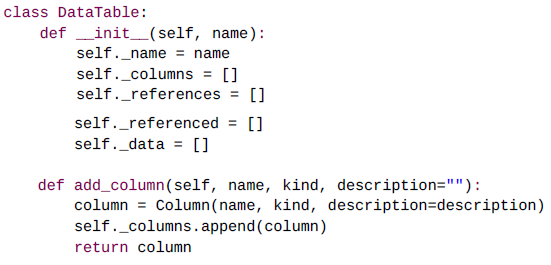 class DataTable:
    def __init__(self, name):
        self._name = name
        self._columns = []
        self._references = []
        self._referenced = []
        self._data = []
    def add_column(self, name, kind, description=""):
        column = Column(name, kind, description=description)
        self._columns.append(column)
        return column